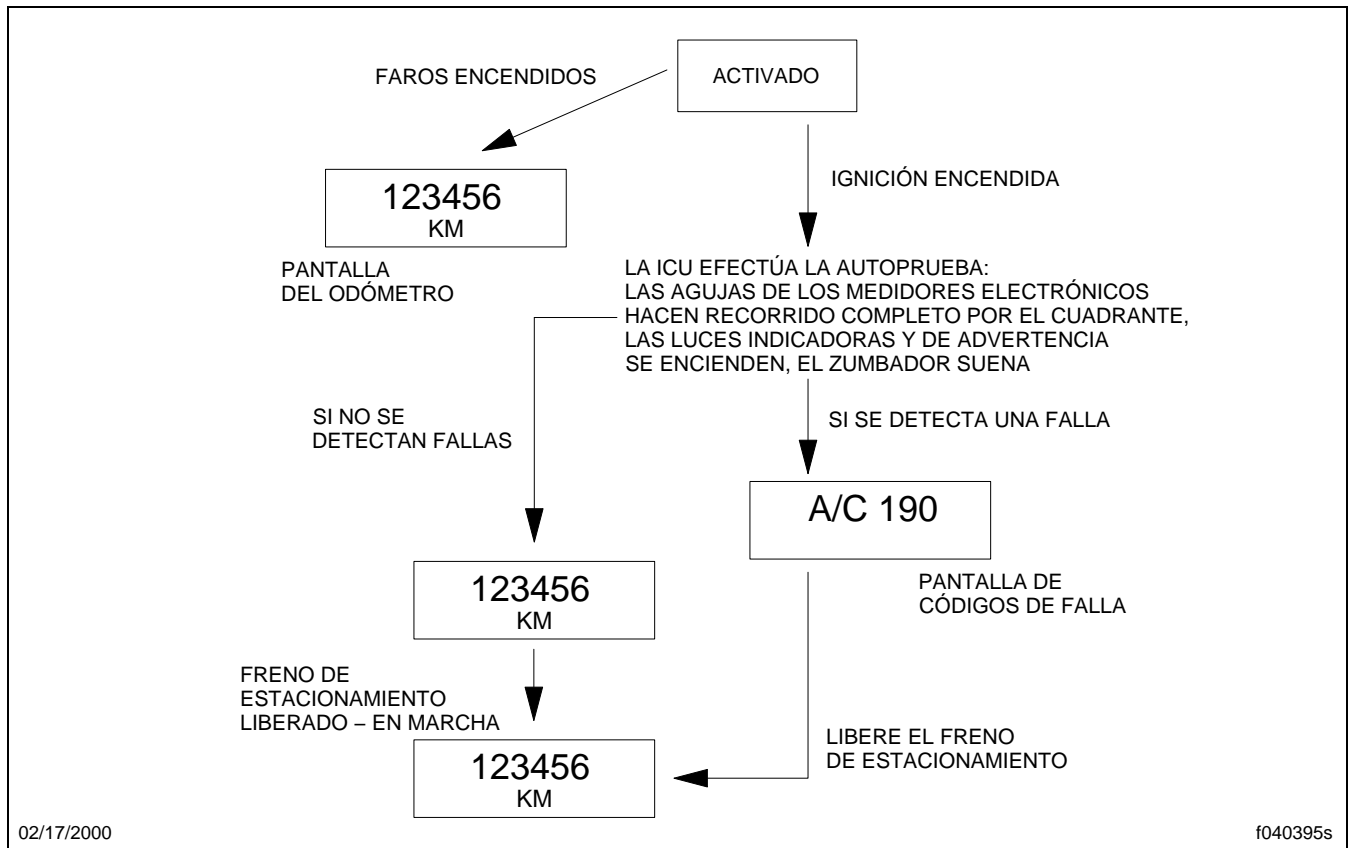 ACTIVADO
FAROS ENCENDIDOS
123456
KM
PANTALLA
DEL ODÓMETRO
IGNICIÓN ENCENDIDA
LA ICU EFECTÚA LA AUTOPRUEBA:
LAS AGUJAS DE LOS MEDIDORES ELECTRÓNICOS
HACEN RECORRIDO COMPLETO POR EL CUADRANTE,
LAS LUCES INDICADORAS Y DE ADVERTENCIA
SE ENCIENDEN, EL ZUMBADOR SUENA
SI NO SE
DETECTAN FALLAS
SI SE DETECTA UNA FALLA
A/C 190
PANTALLA DE
CÓDIGOS DE FALLA
123456
KM
FRENO DE
ESTACIONAMIENTO
LIBERADO – EN MARCHA
LIBERE EL FRENO
DE ESTACIONAMIENTO
123456
KM
02/17/2000
f040395s